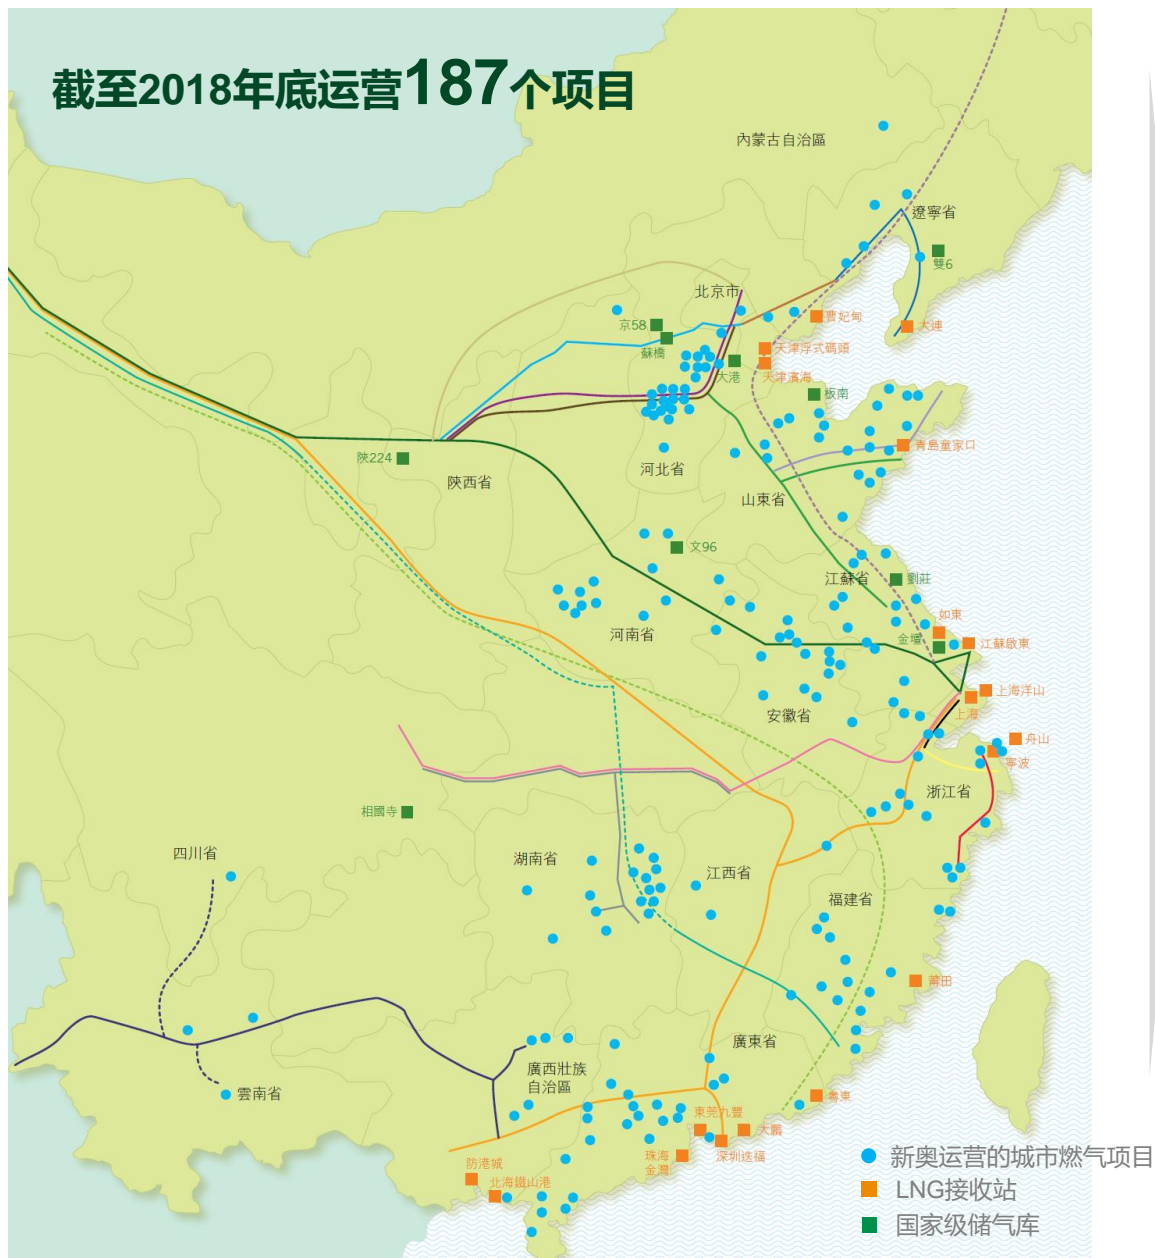 截至2018年底运营187个项目
內蒙古自治區
遼寧省
雙6
北京市
京58
蘇橋
曹妃甸
大連
天津浮式碼頭
大港
天津濱海
板南
青島董家口
陝224
陝西省
河北省
山東省
文96
江蘇省
劉莊
如東
河南省
金壇
江蘇啟東
上海洋山
上海
安徽省
舟山
寧波
浙江省
相國寺
四川省
湖南省
江西省
福建省
莆田
廣東省
廣西壯族
自治區
雲南省
粵東
東莞九豐
大鵬
珠海
金灣
深圳迭福
防港城
北海鐵山港
新奥运营的城市燃气项目
LNG接收站
国家级储气库